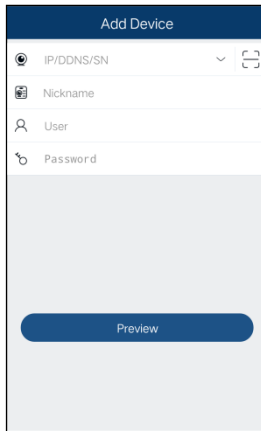 Add Device
IP/DDNS/SN
Nickname
User
Password
Preview